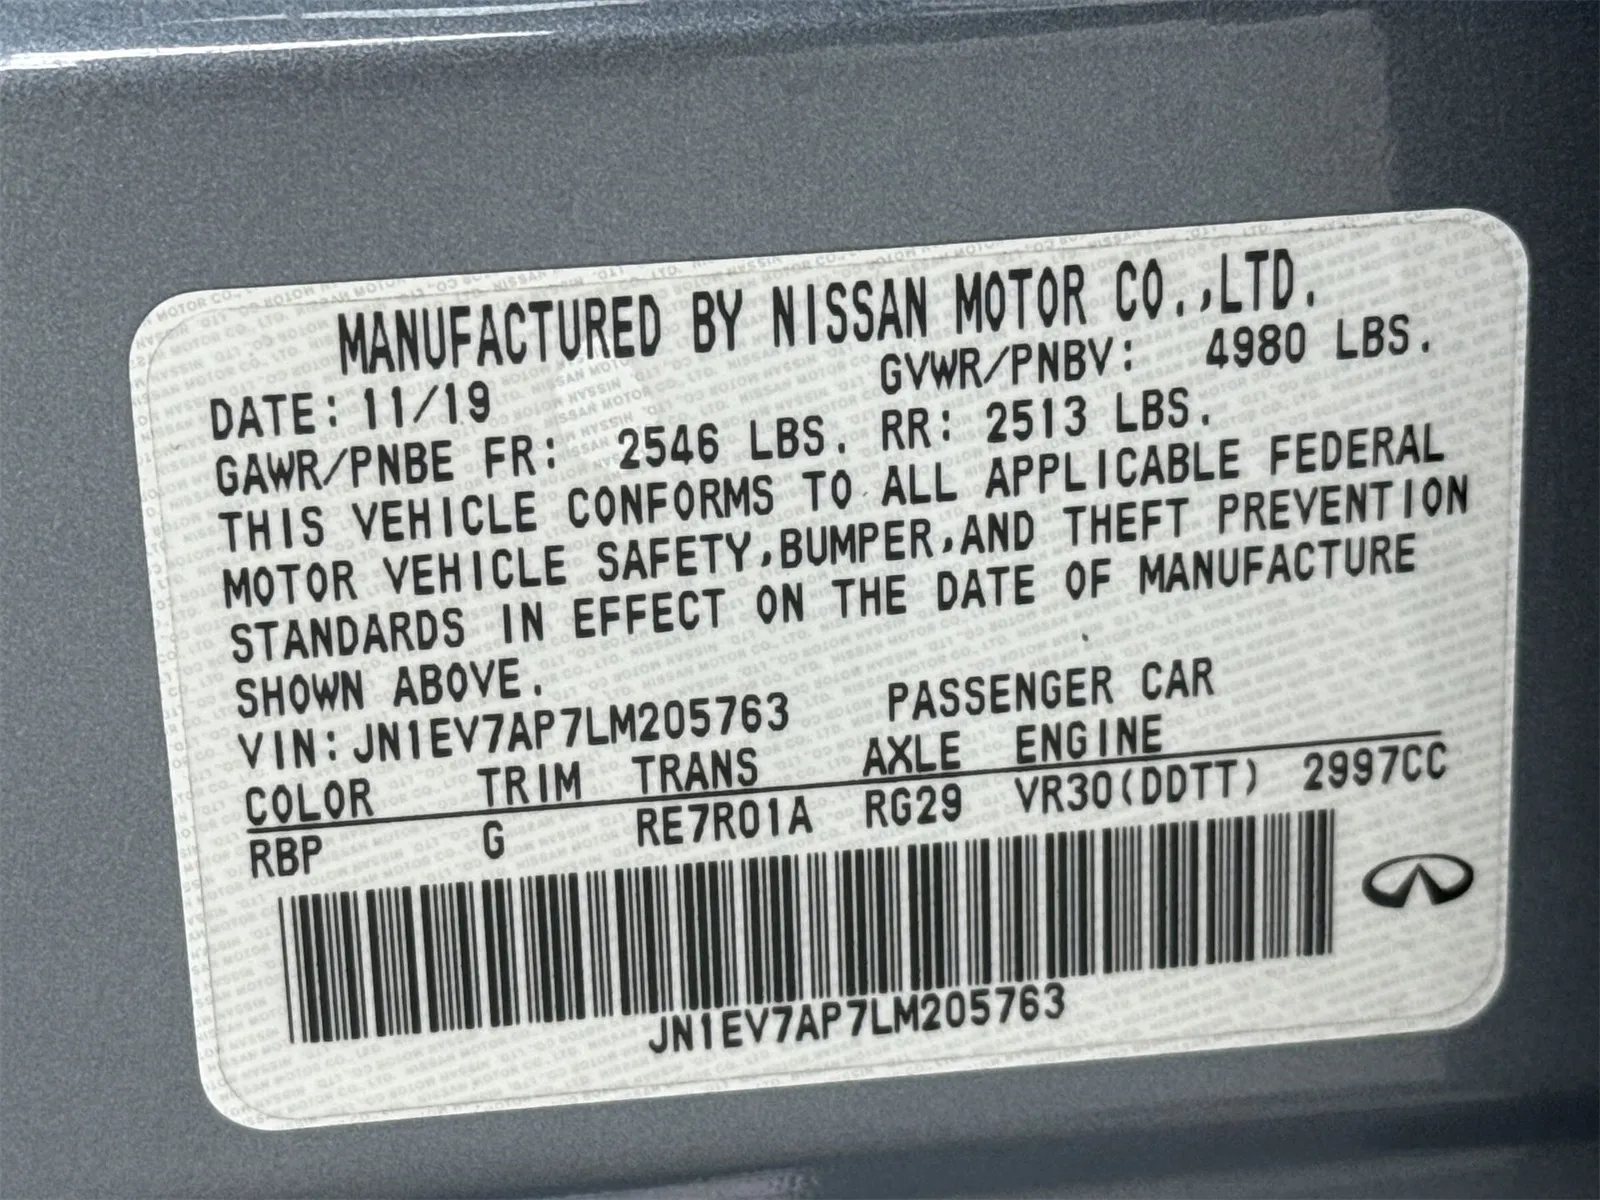 MANUFACTURED BY NISSAN MOTOR CO.,LTD.
DATE: 11/19 GVWR/PNBV: 4980 LBS.
GAWR/PNBE FR: 2546 LBS. RR: 2513 LBS.
THIS VEHICLE CONFORMS TO ALL APPLICABLE FEDERAL
MOTOR VEHICLE SAFETY,BUMPER,AND THEFT PREVENTION
STANDARDS IN EFFECT ON THE DATE OF MANUFACTURE
SHOWN ABOVE.
VIN:JN1EV7AP7LM205763 PASSENGER CAR
COLOR TRIM TRANS AXLE ENGINE
RBP G RE7R01A RG29 VR30(DDTT) 2997CC
JN1EV7AP7LM205763